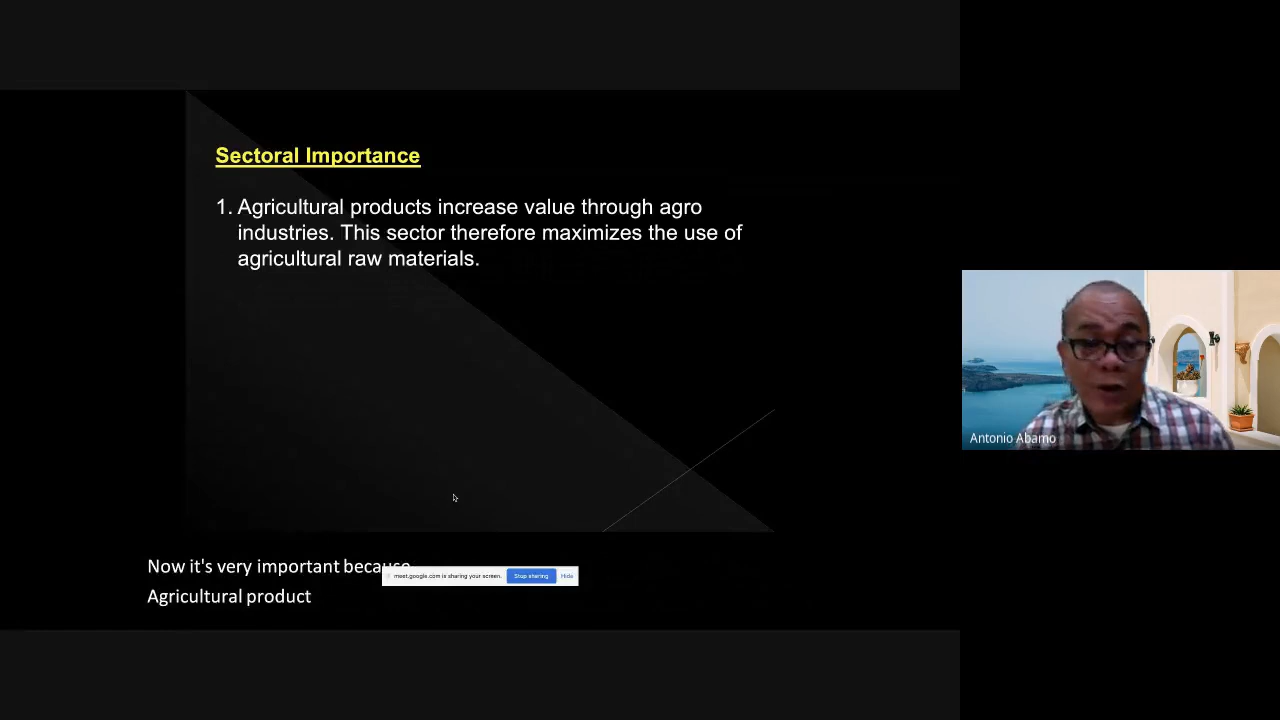 Sectoral Importance
1. Agricultural products increase value through agro
industries. This sector therefore maximizes the use of
agricultural raw materials.
Antonio Abamo
Now it's very important because
meet.google.com is sharing your screen. Stop sharing Hide
Agricultural product